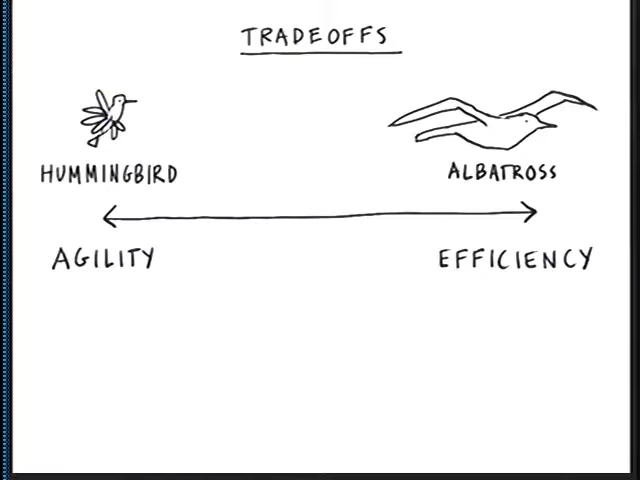 TRADEOFFS
HUMMINGBIRD
ALBATROSS
AGILITY
EFFICIENCY